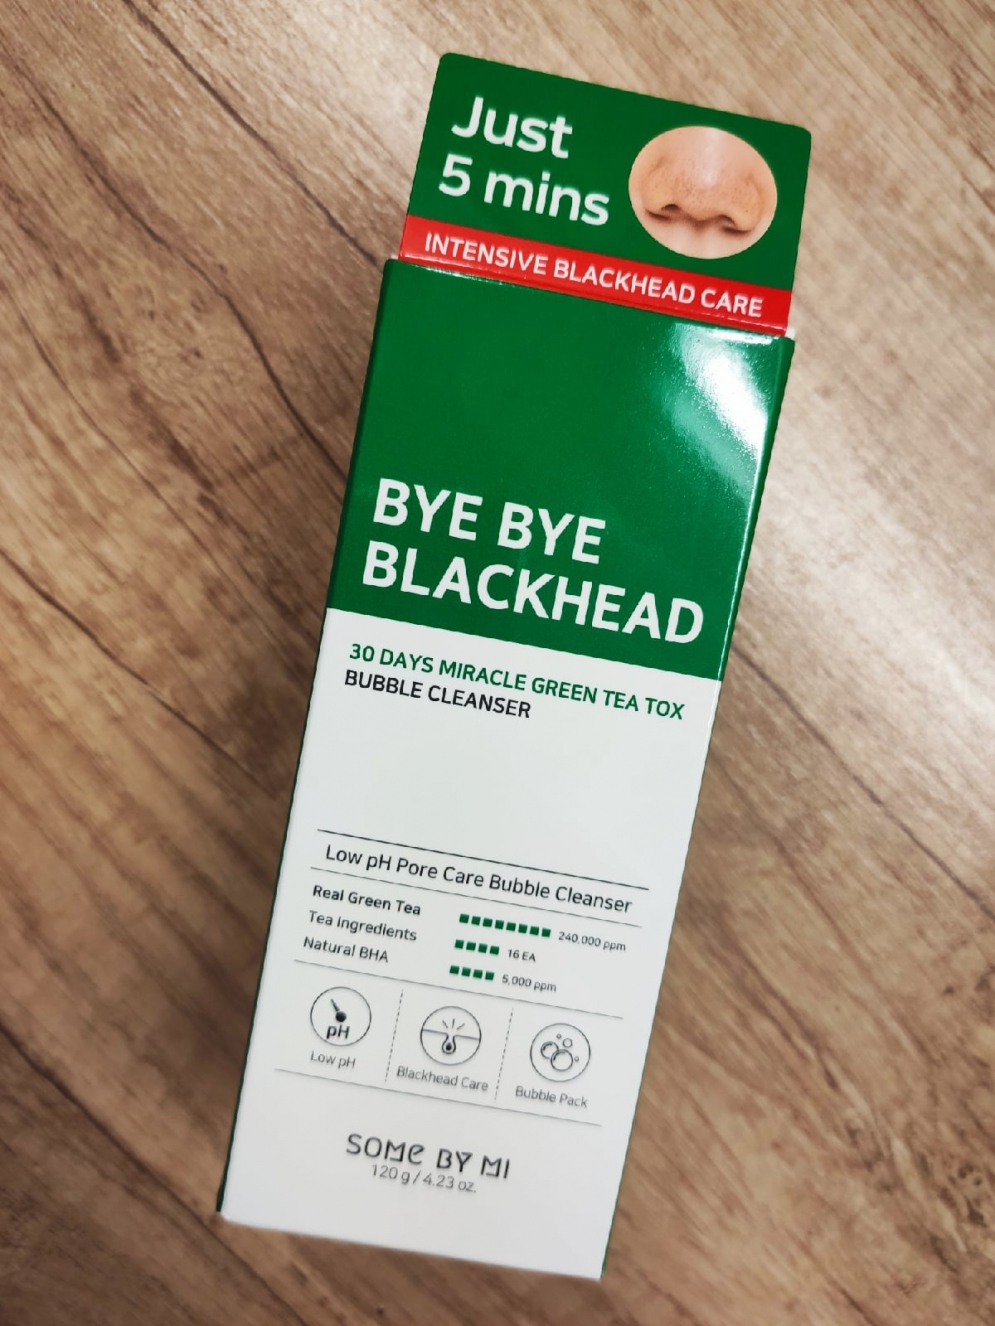 Just
5 mins
INTENSIVE BLACKHEAD CARE
BYE BYE
BLACKHEAD
30 DAYS MIRACLE GREEN TEA TOX
BUBBLE CLEANSER
Low pH Pore Care Bubble Cleanser
Real Green Tea 240,000 ppm
Tea Ingredients 16 EA
Natural BHA 5,000 ppm
pH
Low pH Blackhead Care Bubble Pack
SOME BY MI
120 g / 4.23 oz.